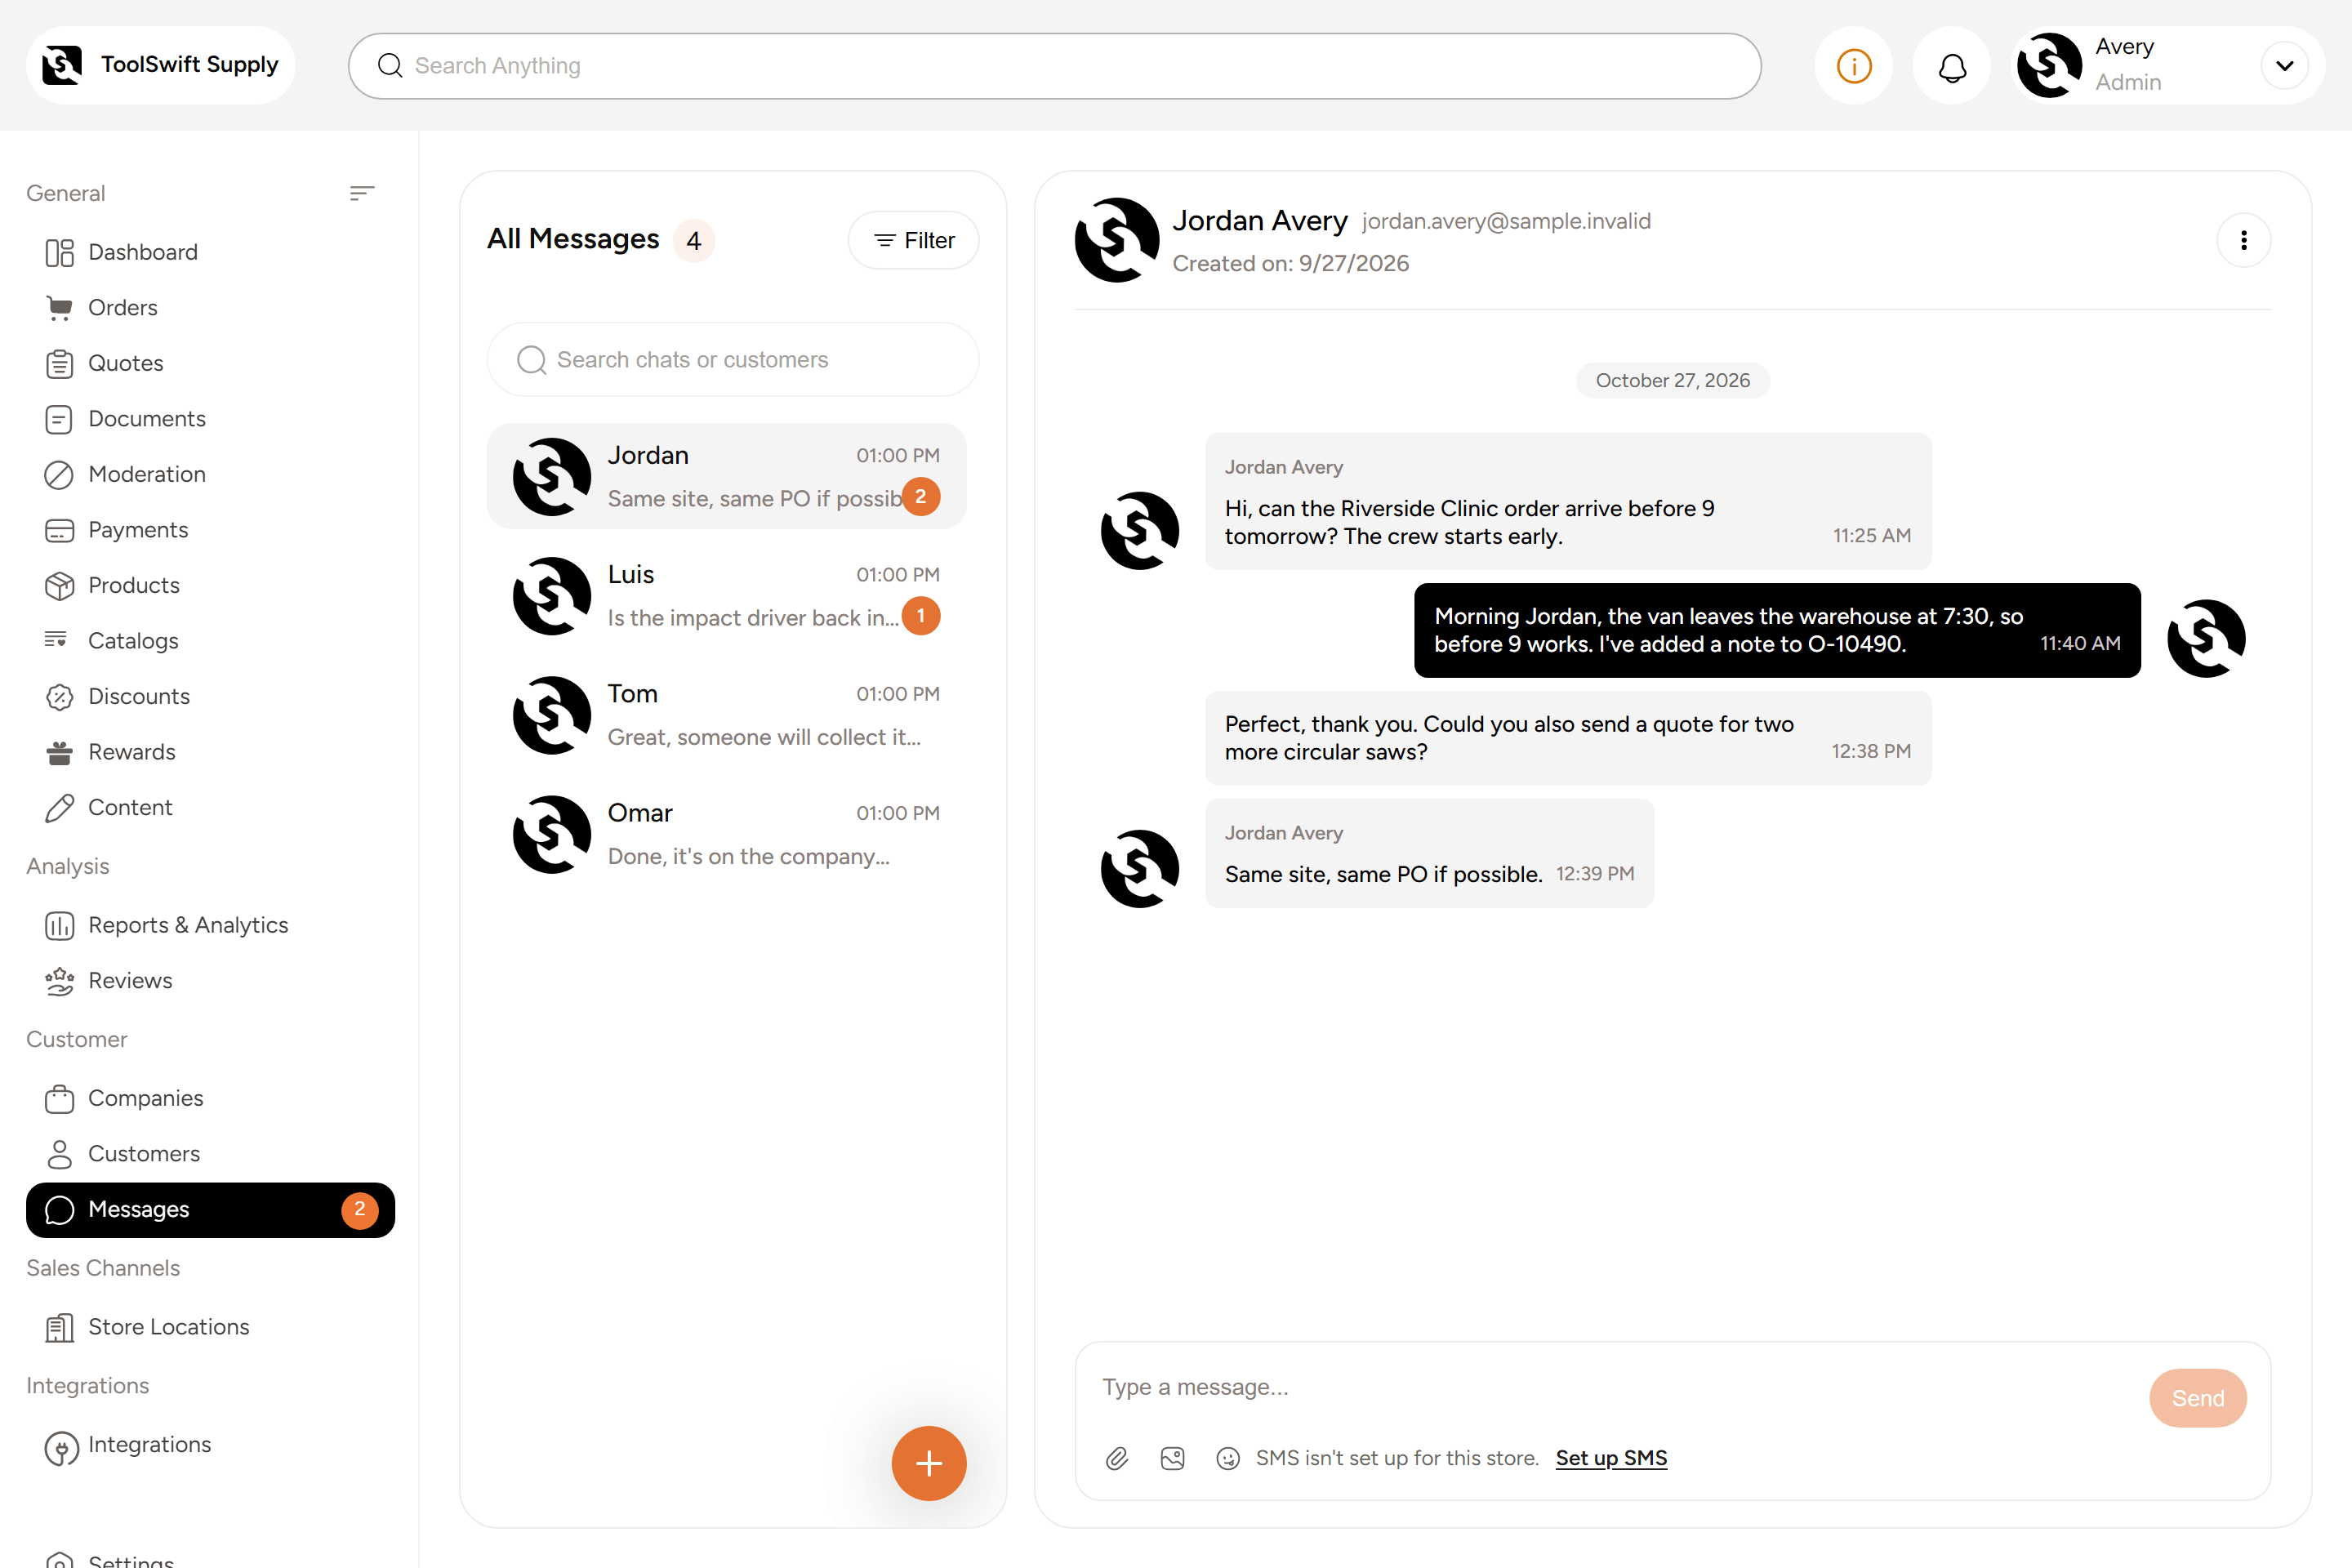 ToolSwift Supply
Search Anything
Avery
Admin
General
Dashboard
Orders
Quotes
Documents
Moderation
Payments
Products
Catalogs
Discounts
Rewards
Content
Analysis
Reports & Analytics
Reviews
Customer
Companies
Customers
Messages 2
Sales Channels
Store Locations
Integrations
Integrations
Settings
All Messages 4
Filter
Search chats or customers
Jordan 01:00 PM
Same site, same PO if possib 2
Luis 01:00 PM
Is the impact driver back in... 1
Tom 01:00 PM
Great, someone will collect it...
Omar 01:00 PM
Done, it's on the company...
Jordan Avery jordan.avery@sample.invalid
Created on: 9/27/2026
October 27, 2026
Jordan Avery
Hi, can the Riverside Clinic order arrive before 9
tomorrow? The crew starts early. 11:25 AM
Morning Jordan, the van leaves the warehouse at 7:30, so
before 9 works. I've added a note to O-10490. 11:40 AM
Perfect, thank you. Could you also send a quote for two
more circular saws? 12:38 PM
Jordan Avery
Same site, same PO if possible. 12:39 PM
Type a message...
Send
SMS isn't set up for this store. Set up SMS